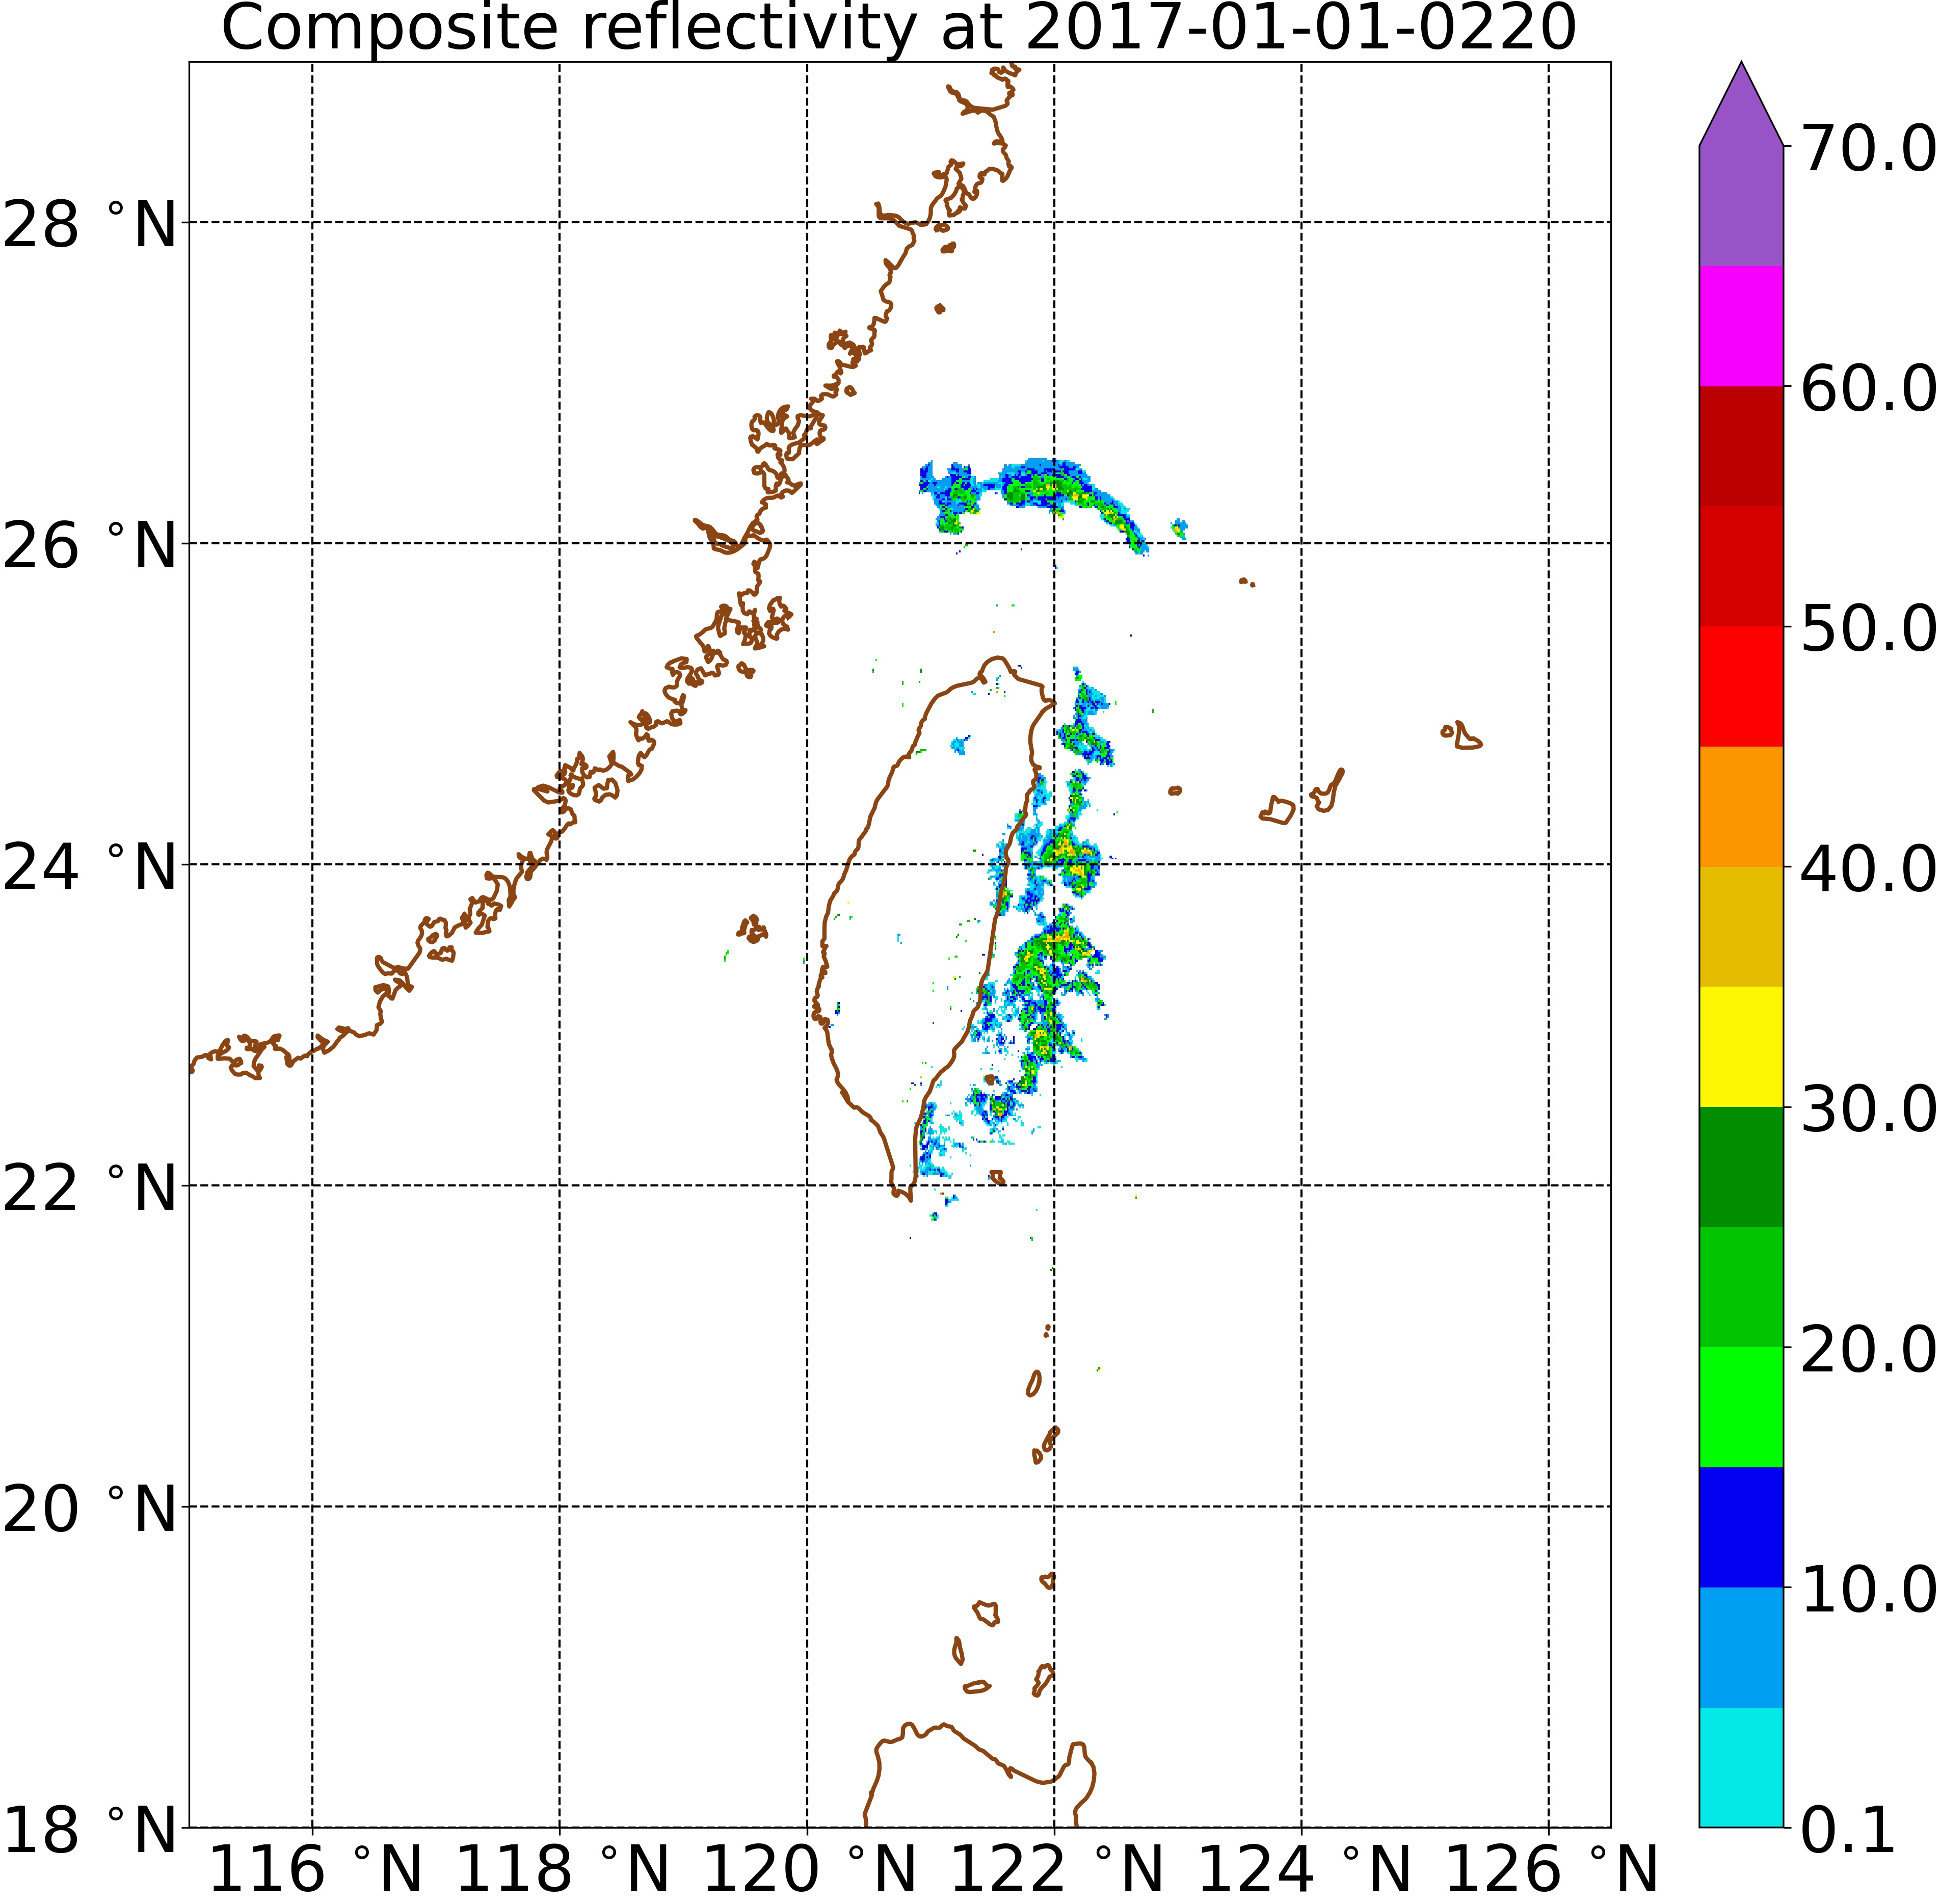 Composite reflectivity at 2017-01-01-0220
28 °N
26 °N
24 °N
22 °N
20 °N
18 °N
116 °N
118 °N
120 °N
122 °N
124 °N
126 °N
70.0
60.0
50.0
40.0
30.0
20.0
10.0
0.1